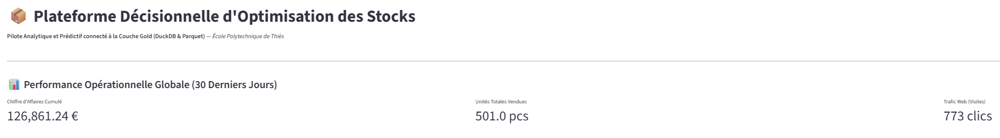 Plateforme Décisionnelle d'Optimisation des Stocks
Pilote Analytique et Prédictif connecté à la Couche Gold (DuckDB & Parquet) — École Polytechnique de Thiès
Performance Opérationnelle Globale (30 Derniers Jours)
Chiffre d'Affaires Cumulé
126,861.24 €
Unités Totales Vendues
501.0 pcs
Trafic Web (Visites)
773 clics